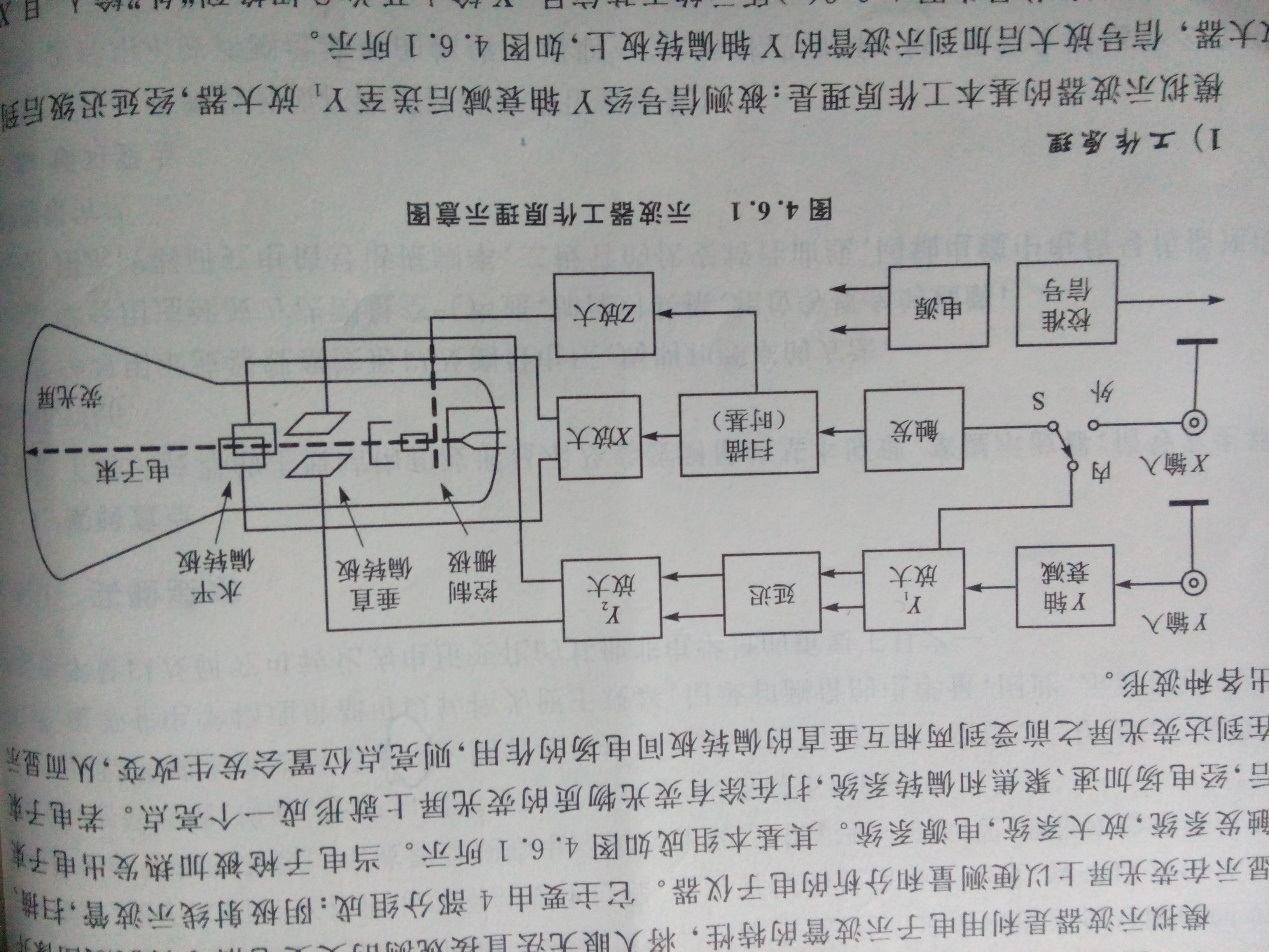 模拟示波器是利用电子示波管的特性，将人眼无法直接观测的
显示在荧光屏上以便测量和分析的电子仪器。它主要由 4 部分组成：阴极射线示波管，扫描、
触发系统，放大系统，电源系统。其基本组成如图 4.6.1 所示。当电子枪被加热发出电子束
后，经电场加速、聚焦和偏转系统，打在涂有荧光物质的荧光屏上就形成一个亮点。若电子束
在到达荧光屏之前受到两相互垂直的偏转板间电场的作用，则亮点位置会发生改变，从而显示
出各种波形。
Y输入
Y轴
衰减
Y₁
放大
延迟
Y₂
放大
控制
栅极
垂直
偏转板
水平
偏转板
X输入
内
外
S
触发
扫描
（时基）
X放大
电子束
荧光屏
校准
信号
电源
Z放大
图 4.6.1 示波器工作原理示意图
1）工作原理
模拟示波器的基本工作原理是：被测信号经 Y 轴衰减后送至 Y₁ 放大器，经延迟级后到
放大器，信号放大后加到示波管的 Y 轴偏转板上，如图 4.6.1 所示。